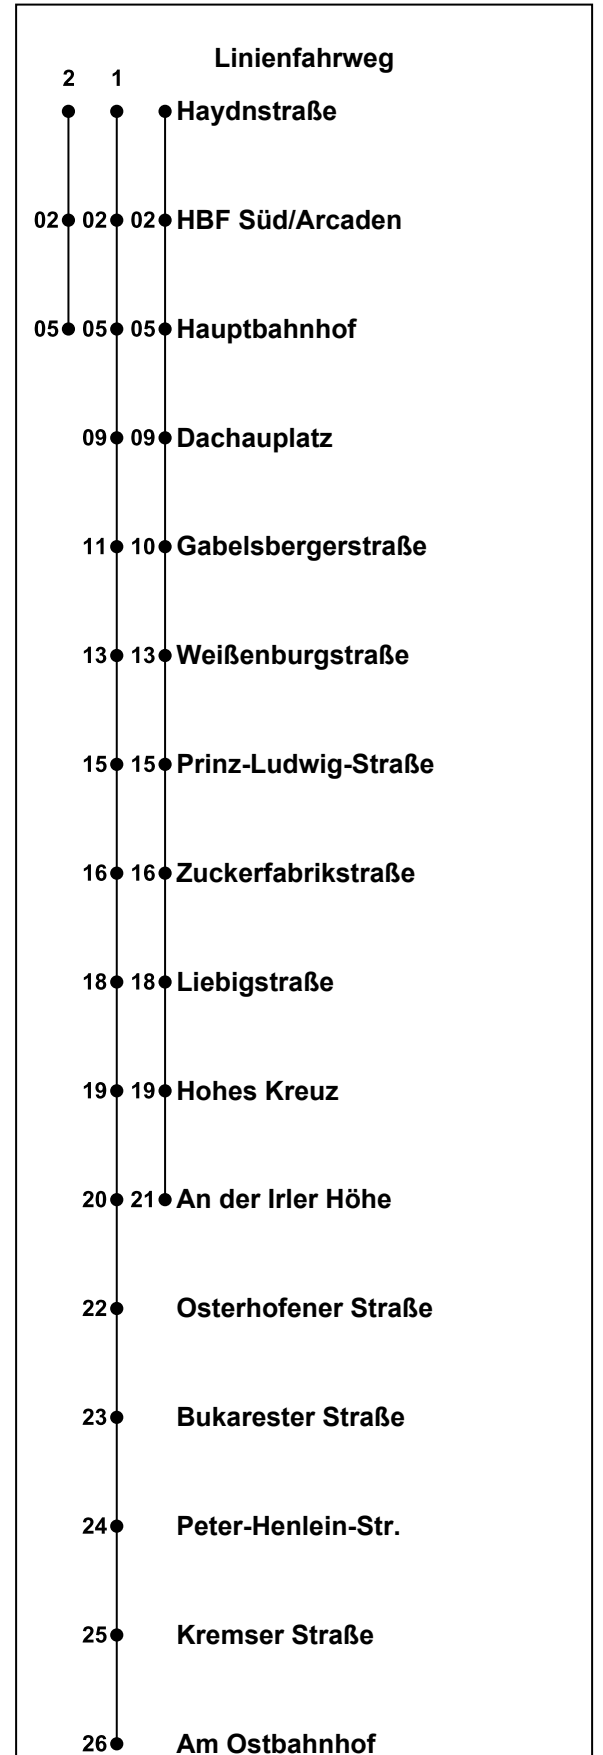 Linienfahrweg
2 1
Haydnstraße
02 02 02 HBF Süd/Arcaden
05 05 05 Hauptbahnhof
09 09 Dachauplatz
11 10 Gabelsbergerstraße
13 13 Weißenburgstraße
15 15 Prinz-Ludwig-Straße
16 16 Zuckerfabrikstraße
18 18 Liebigstraße
19 19 Hohes Kreuz
20 21 An der Irler Höhe
22 Osterhofener Straße
23 Bukarester Straße
24 Peter-Henlein-Str.
25 Kremser Straße
26 Am Ostbahnhof